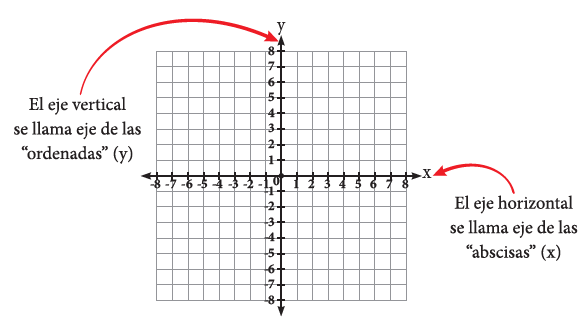 y
El eje vertical
se llama eje de las
“ordenadas” (y)
8
7
6
5
4
3
2
1
-8 -7 -6 -5 -4 -3 -2 -1 0 1 2 3 4 5 6 7 8
x
-1
-2
-3
-4
-5
-6
-7
-8
El eje horizontal
se llama eje de las
“abscisas” (x)